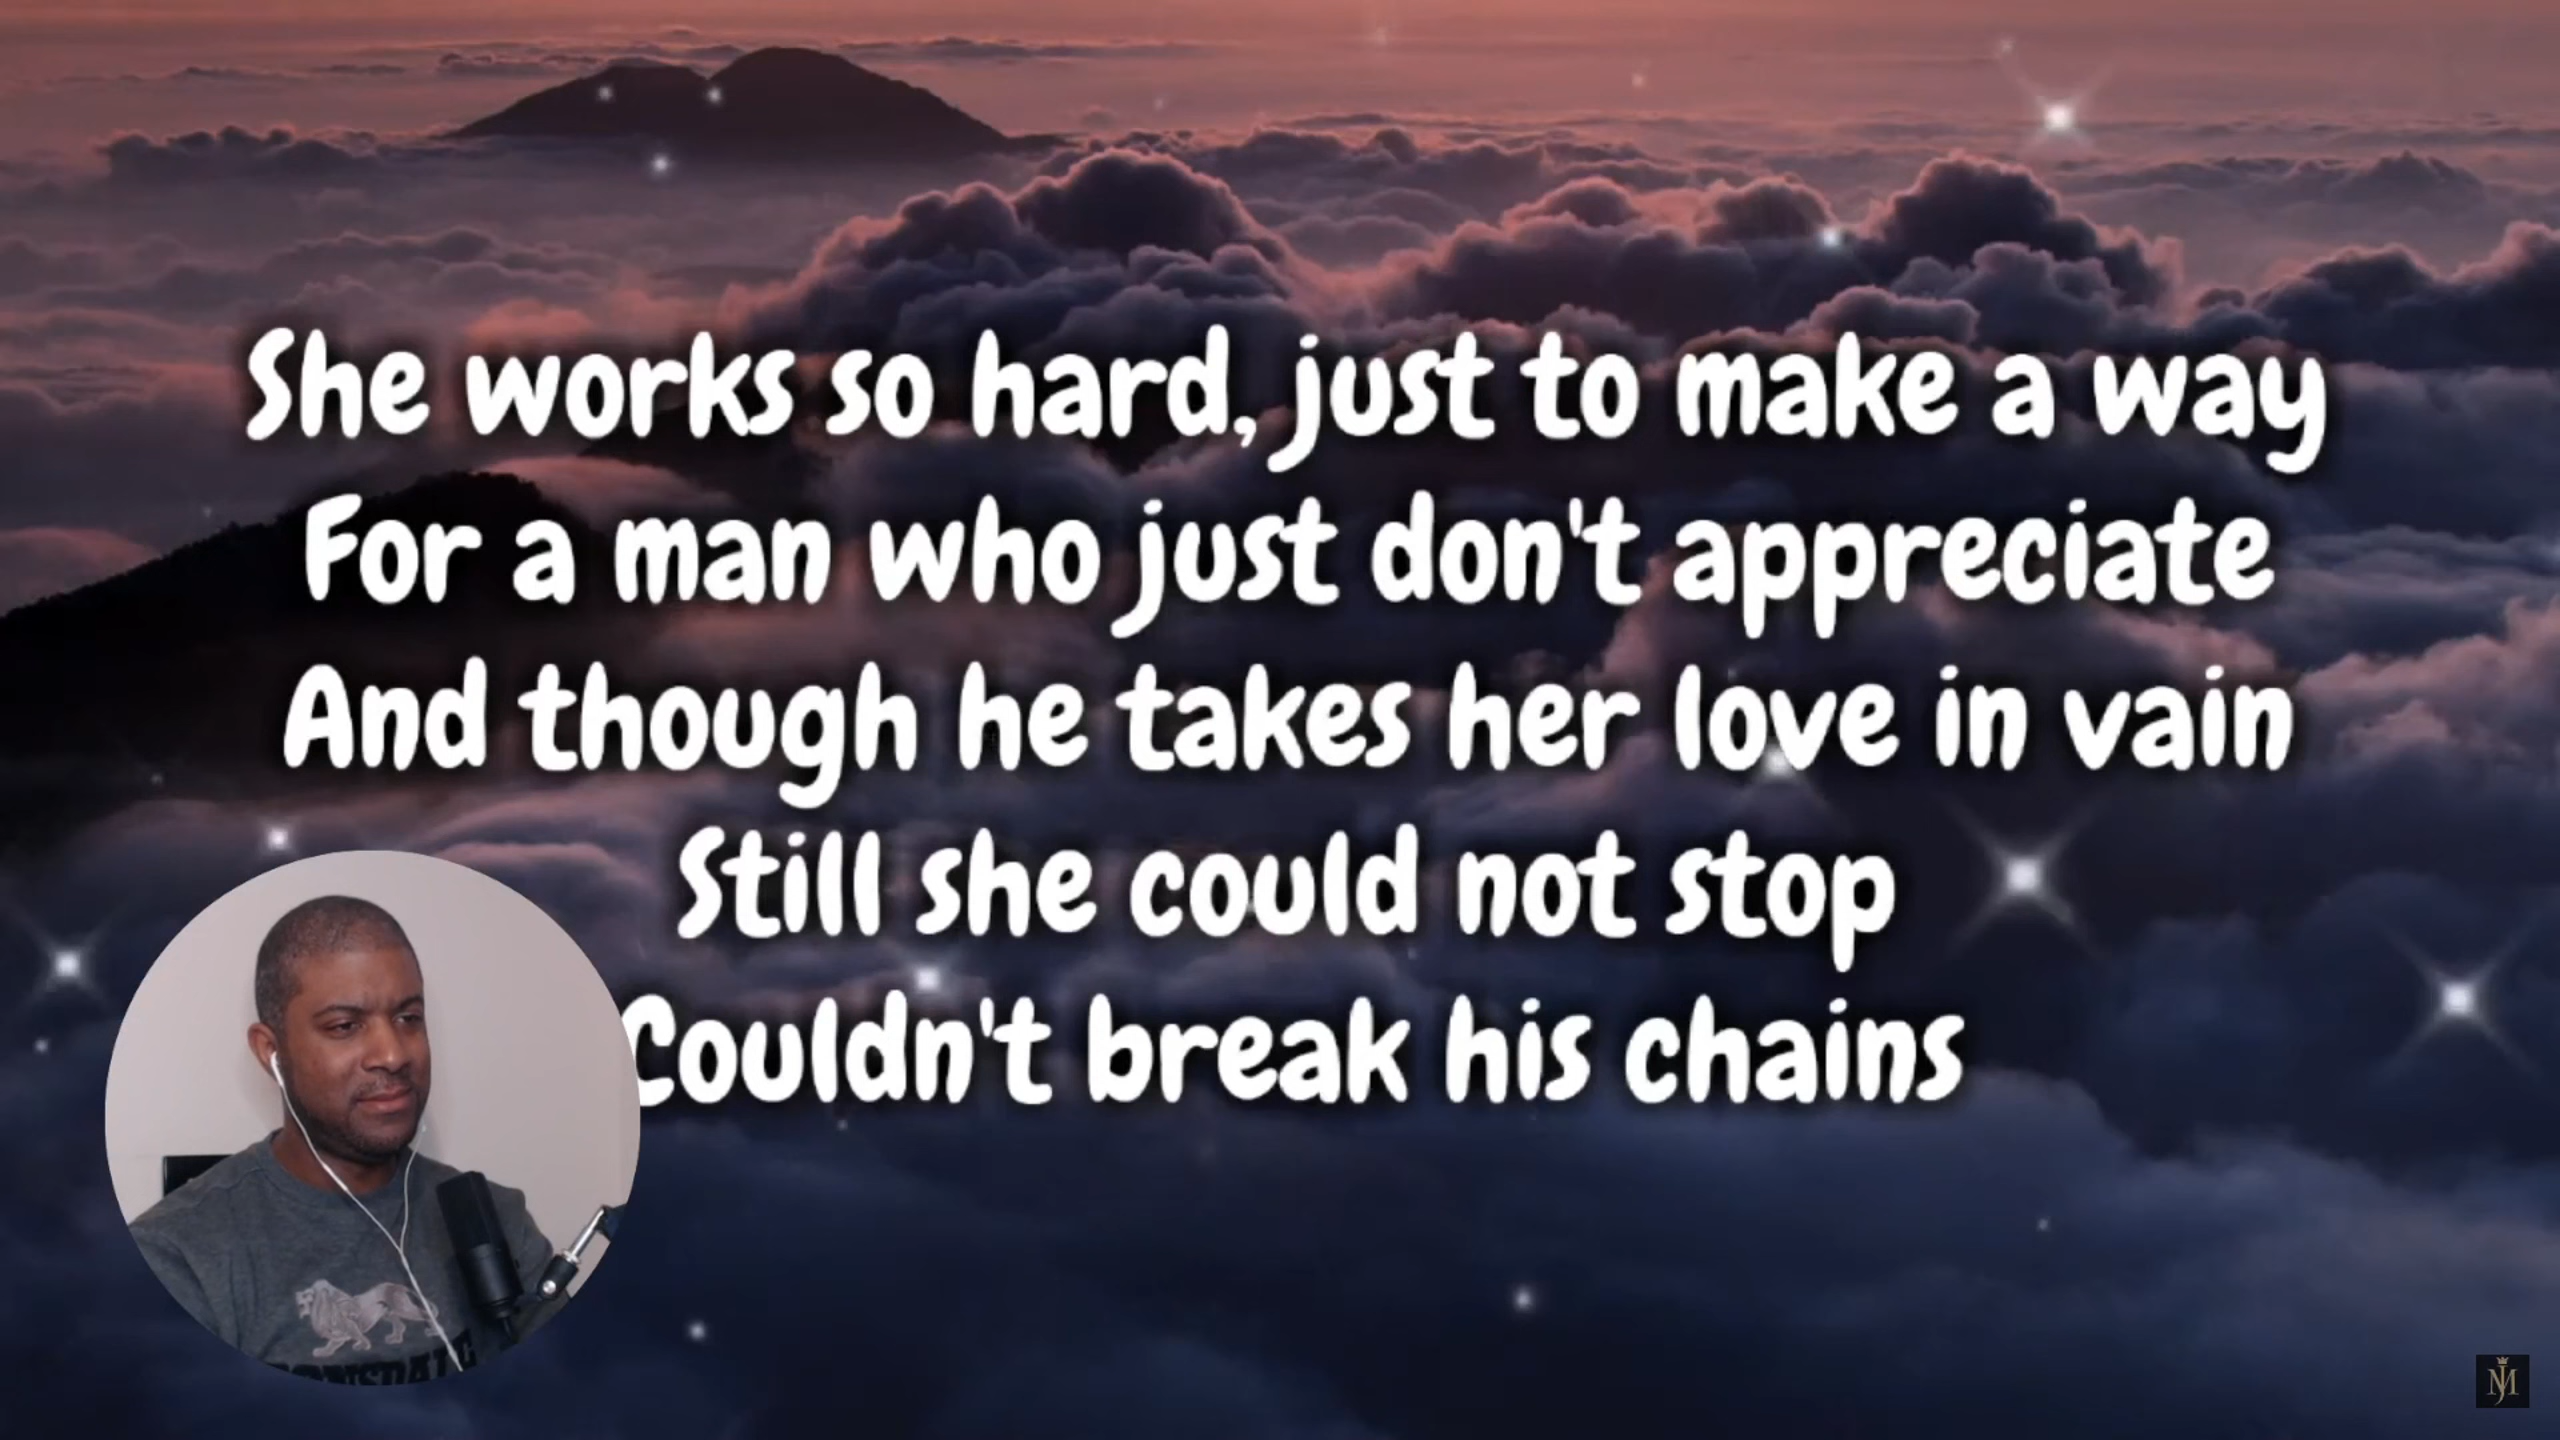 She works so hard, just to make a way
For a man who just don't appreciate
And though he takes her love in vain
Still she could not stop
Couldn't break his chains